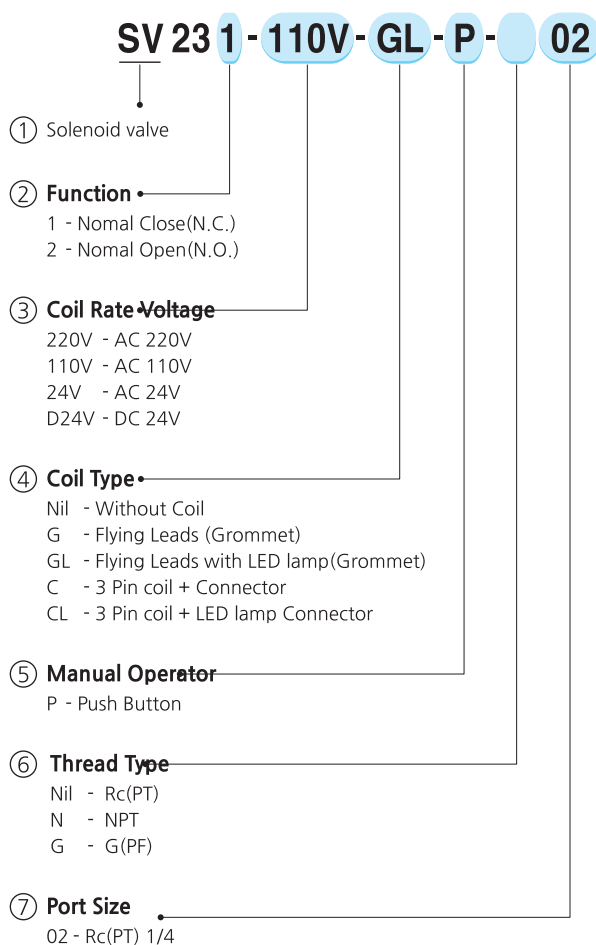 SV 23 1 - 110V - GL - P - 02
① Solenoid valve
② Function
1 - Nomal Close(N.C.)
2 - Nomal Open(N.O.)
③ Coil Rate Voltage
220V - AC 220V
110V - AC 110V
24V - AC 24V
D24V - DC 24V
④ Coil Type
Nil - Without Coil
G - Flying Leads (Grommet)
GL - Flying Leads with LED lamp(Grommet)
C - 3 Pin coil + Connector
CL - 3 Pin coil + LED lamp Connector
⑤ Manual Operator
P - Push Button
⑥ Thread Type
Nil - Rc(PT)
N - NPT
G - G(PF)
⑦ Port Size
02 - Rc(PT) 1/4